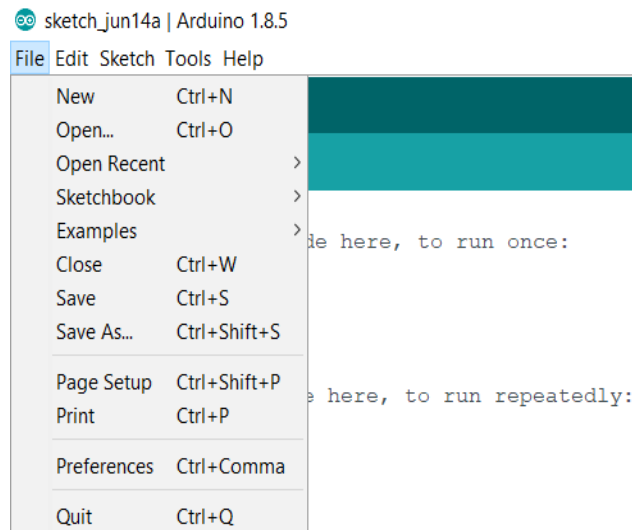 sketch_jun14a | Arduino 1.8.5
File Edit Sketch Tools Help
New Ctrl+N
Open... Ctrl+O
Open Recent
Sketchbook
Examples
de here, to run once:
Close Ctrl+W
Save Ctrl+S
Save As... Ctrl+Shift+S
Page Setup Ctrl+Shift+P
e here, to run repeatedly:
Print Ctrl+P
Preferences Ctrl+Comma
Quit Ctrl+Q